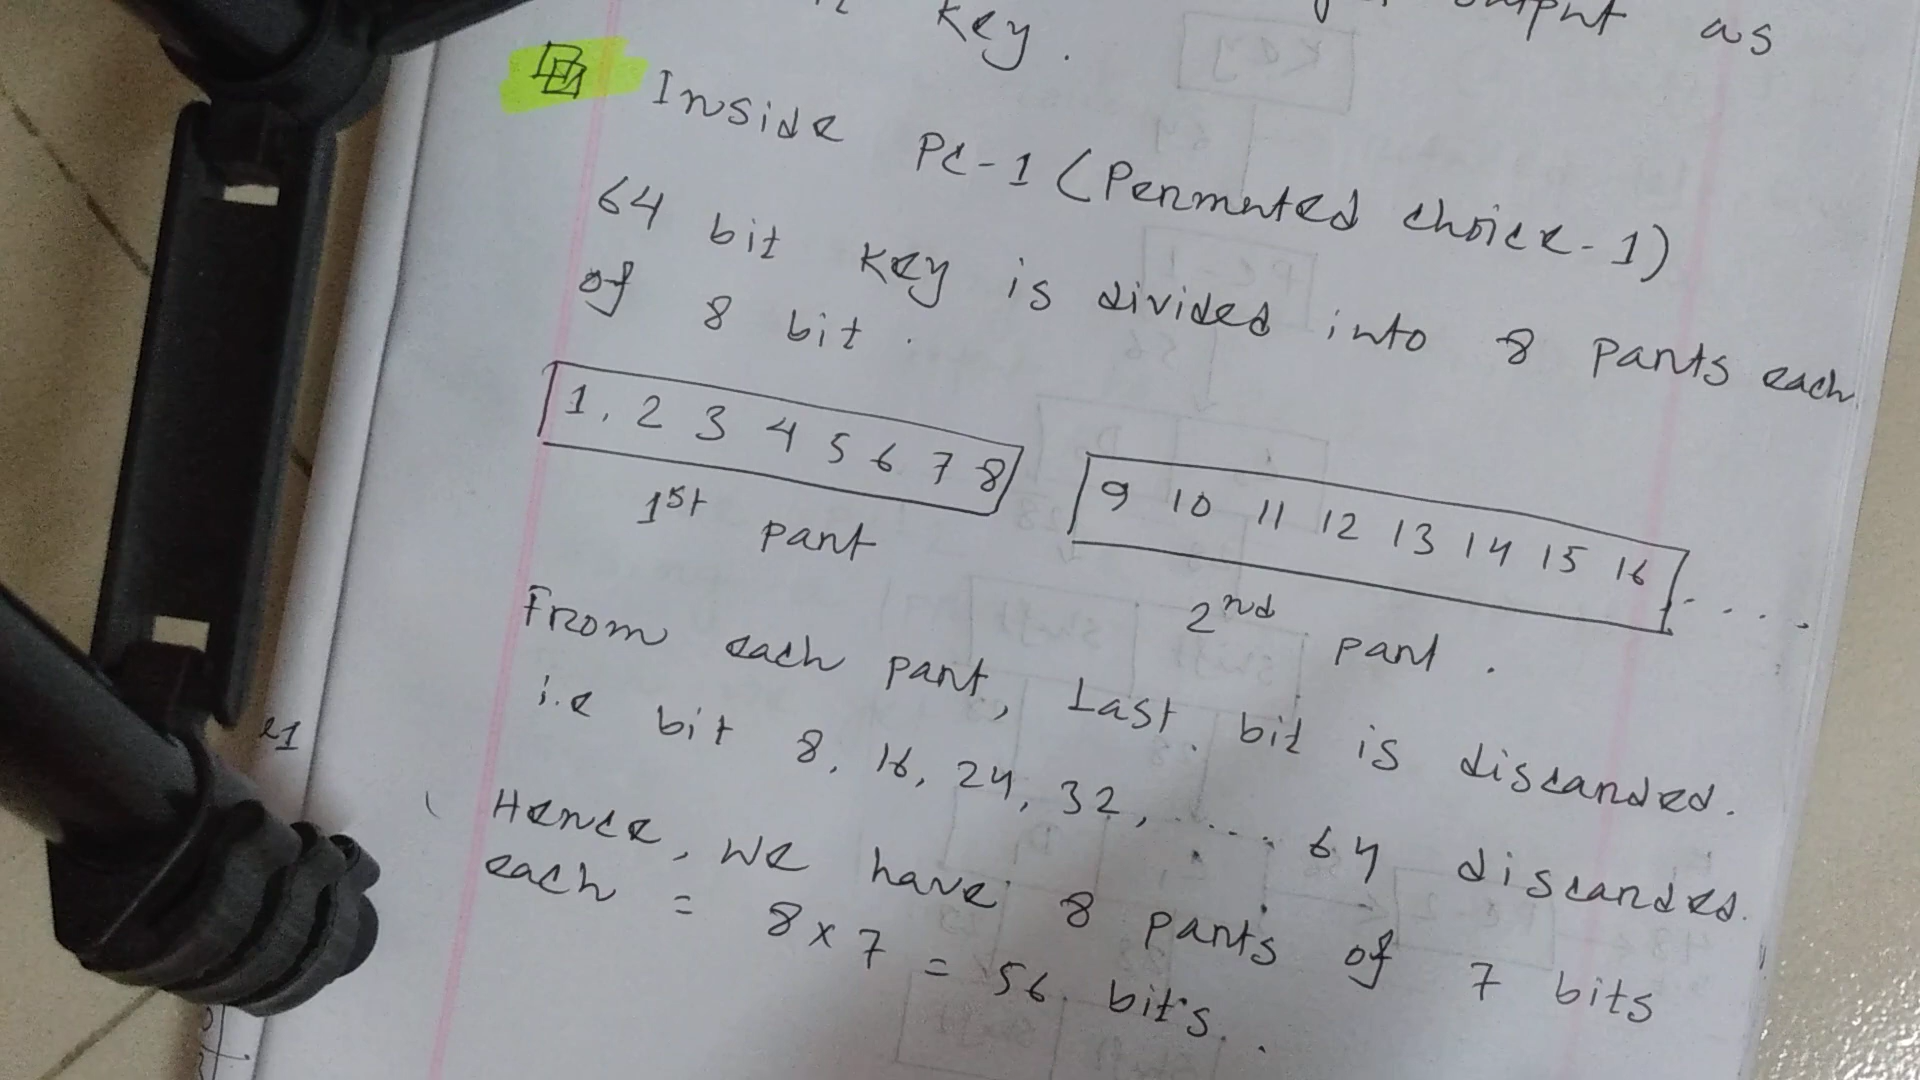 key. output as
Inside PC-1 (Permuted choice-1)
64 bit key is divided into 8 parts each
of 8 bit.
1, 2 3 4 5 6 7 8
9 10 11 12 13 14 15 16 ....
1st part
2nd part.
From each part, Last bit is discarded.
i.e bit 8, 16, 24, 32, ..... 64 discarded.
Hence, we have 8 parts of 7 bits
each = 8x7 = 56 bits.